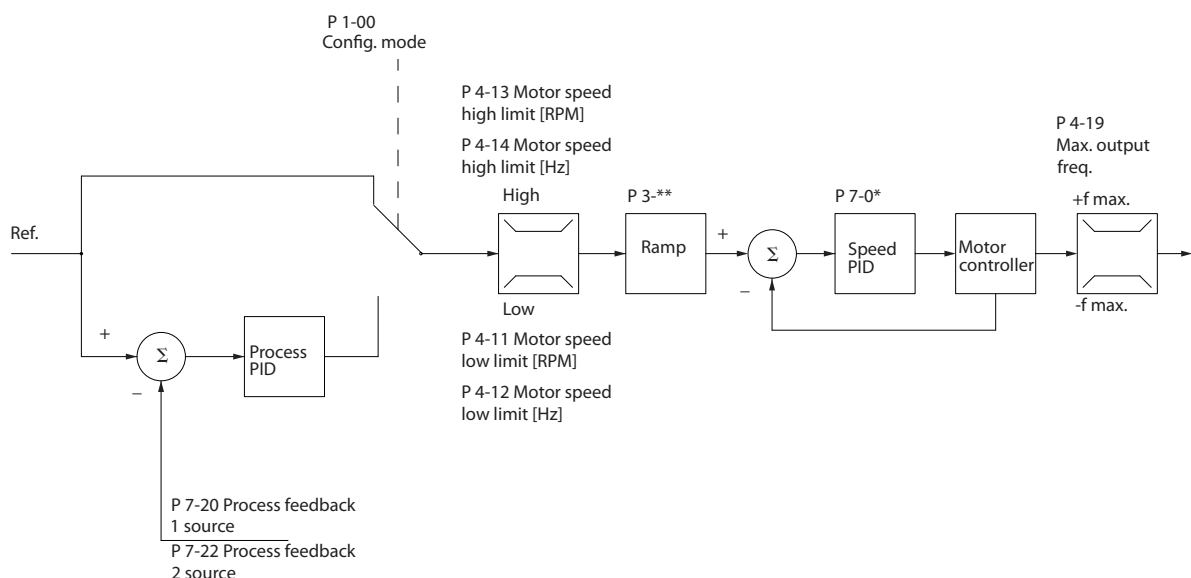 P 1-00
Config. mode
P 4-13 Motor speed
high limit [RPM]
P 4-14 Motor speed
high limit [Hz]
P 4-19
Max. output
freq.
High
P 3-**
P 7-0*
+f max.
Ref.
Ramp
+
Σ
−
Speed
PID
Motor
controller
Low
-f max.
+
Σ
−
Process
PID
P 4-11 Motor speed
low limit [RPM]
P 4-12 Motor speed
low limit [Hz]
P 7-20 Process feedback
1 source
P 7-22 Process feedback
2 source